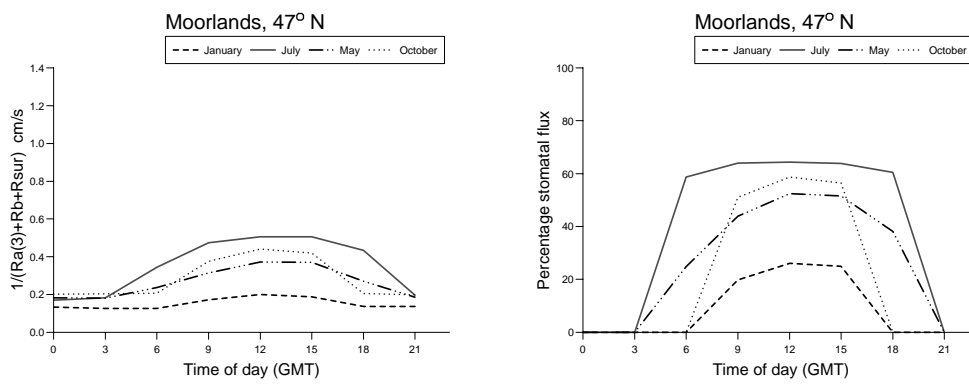 Moorlands, 47° N
January July May October
1/(Ra(3)+Rb+Rsur) cm/s
1.4
1.2
1.0
0.8
0.6
0.4
0.2
0.0
0 3 6 9 12 15 18 21
Time of day (GMT)
Moorlands, 47° N
January July May October
Percentage stomatal flux
100
80
60
40
20
0
0 3 6 9 12 15 18 21
Time of day (GMT)